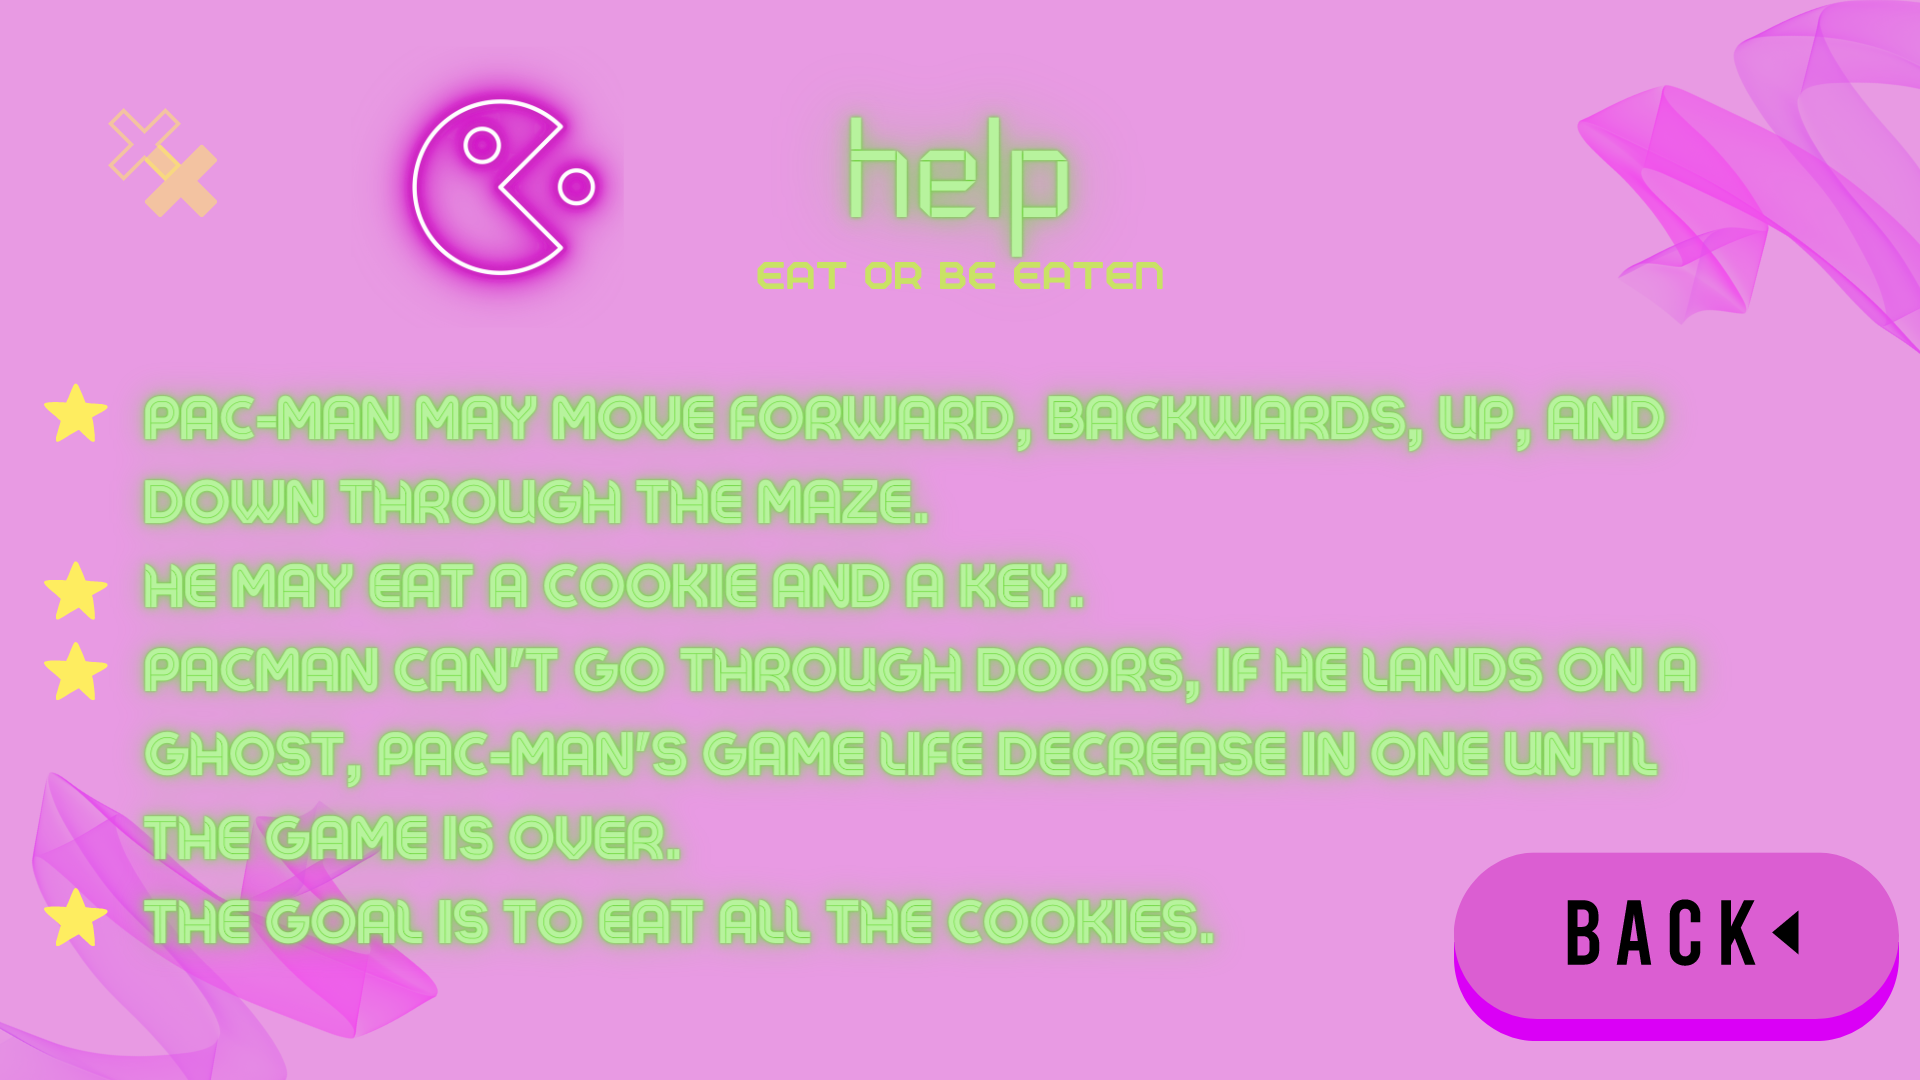 help
EAT OR BE EATEN
PAC-MAN MAY MOVE FORWARD, BACKWARDS, UP, AND
DOWN THROUGH THE MAZE.
HE MAY EAT A COOKIE AND A KEY.
PACMAN CAN'T GO THROUGH DOORS, IF HE LANDS ON A
GHOST, PAC-MAN'S GAME LIFE DECREASE IN ONE UNTIL
THE GAME IS OVER.
THE GOAL IS TO EAT ALL THE COOKIES.
BACK